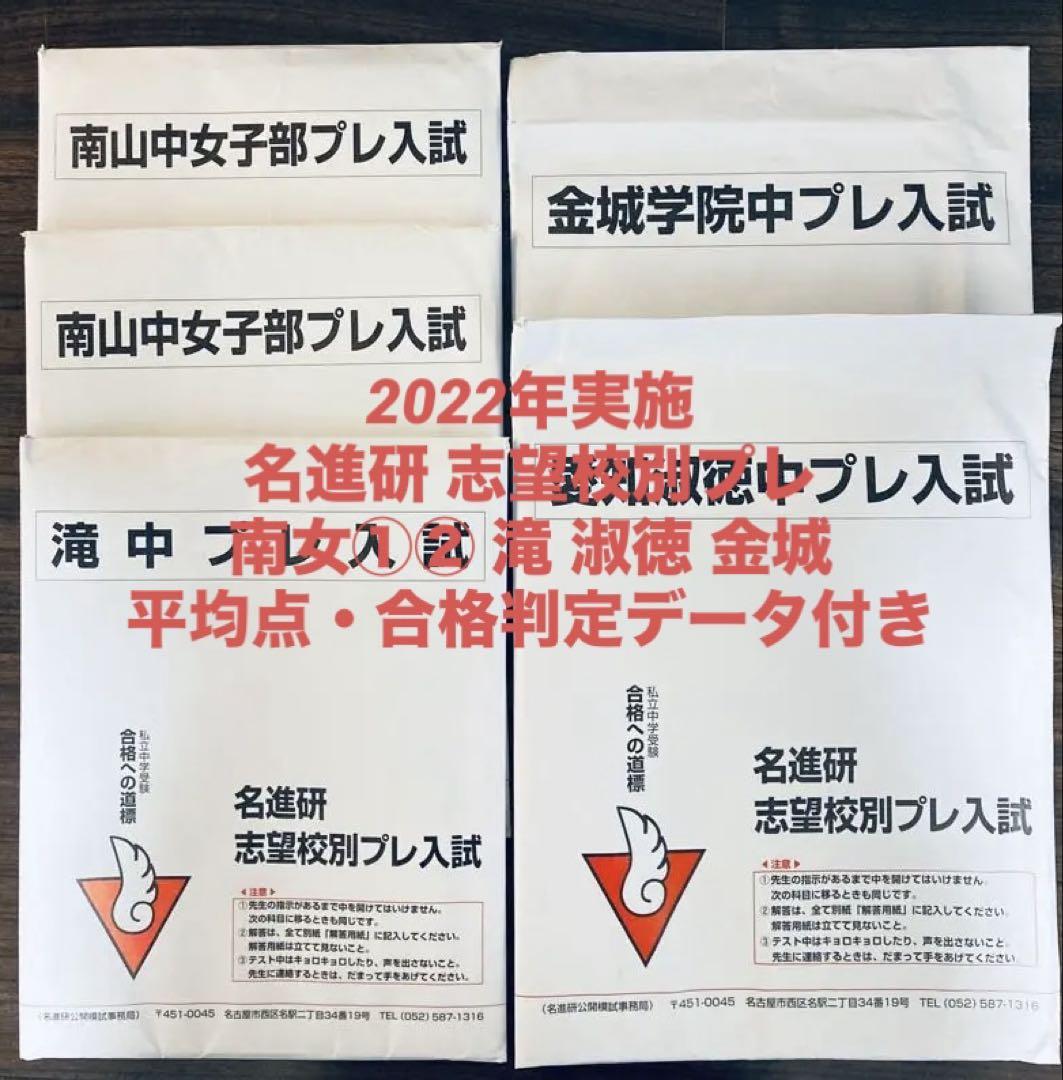 南山中女子部プレ入試
金城学院中プレ入試
南山中女子部プレ入試
2022年実施
名進研 志望校別プレ
南女①② 滝 淑徳 金城
平均点・合格判定データ付き
滝中プレ入試
私立中学受験
合格への道標
名進研
志望校別プレ入試
◀注意▶
①先生の指示があるまで中を開けてはいけません。
次の科目に移るときも同じです。
②解答は、全て別紙「解答用紙」に記入してください。
解答用紙は立てて見ないこと。
③テスト中はキョロキョロしたり、声を出さないこと。
先生に連絡するときは、だまって手をあげてください。
(名進研公開模試事務局) 〒451-0045 名古屋市西区名駅二丁目34番19号 TEL(052)587-1316
愛知淑徳中プレ入試
私立中学受験
合格への道標
名進研
志望校別プレ入試
◀注意▶
①先生の指示があるまで中を開けてはいけません。
次の科目に移るときも同じです。
②解答は、全て別紙「解答用紙」に記入してください。
解答用紙は立てて見ないこと。
③テスト中はキョロキョロしたり、声を出さないこと。
先生に連絡するときは、だまって手をあげてください。
(名進研公開模試事務局) 〒451-0045 名古屋市西区名駅二丁目34番19号 TEL(052)587-1316